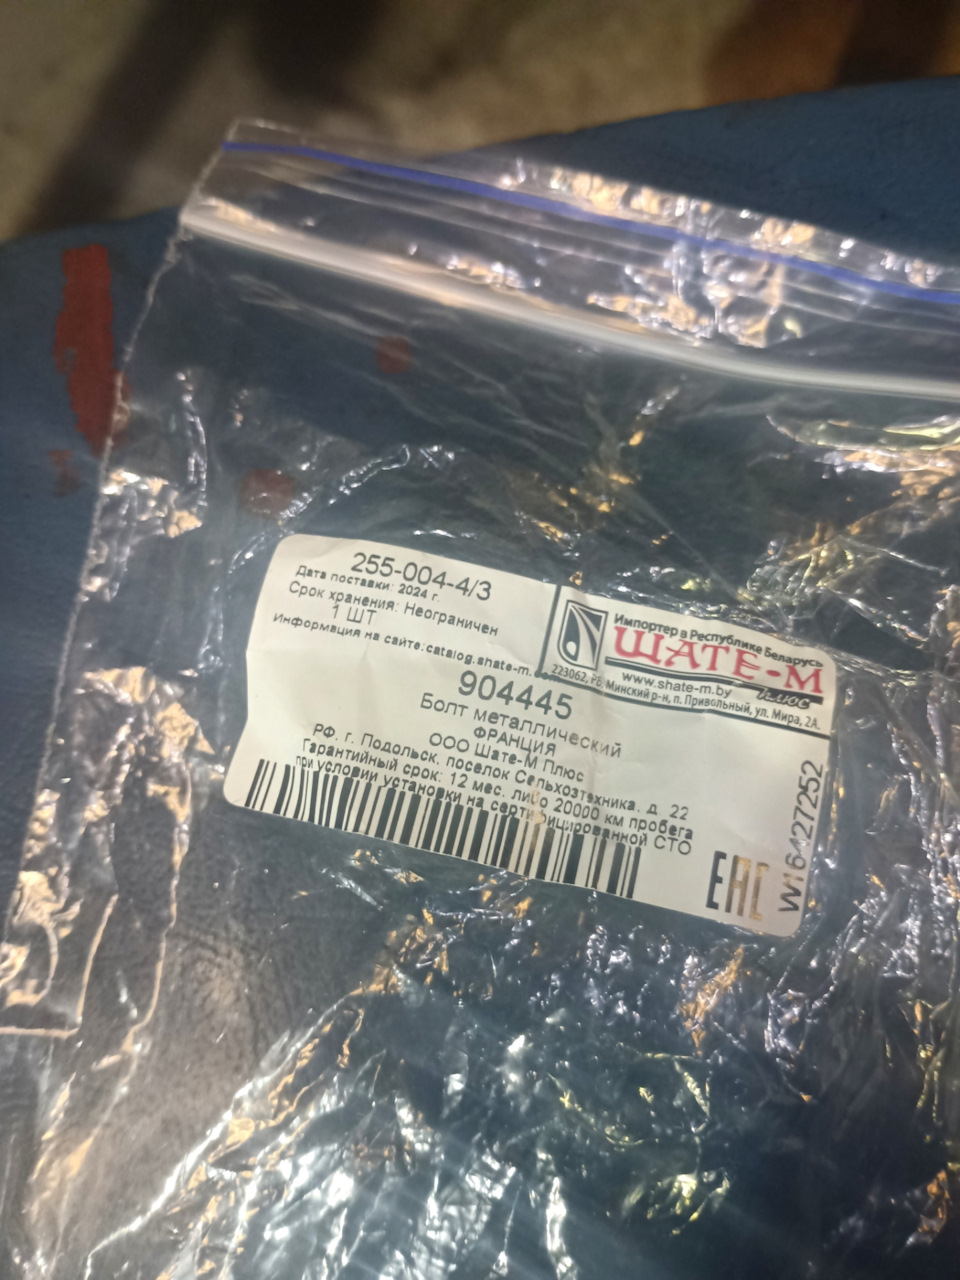 255-004-4/3
Дата поставки: 2024 г.
Срок хранения: Неограничен
1 ШТ
Информация на сайте:catalog.shate-m.
Импортер в Республике Беларусь
ШАТЕ-М
плюс
www.shate-m.by
223062, РБ, Минский р-н, п. Привольный, ул. Мира, 2А.
904445
Болт металлический
ФРАНЦИЯ
ООО Шате-М Плюс
РФ. г. Подольск. поселок Сельхозтехника. д. 22
Гарантийный срок: 12 мес. либо 20000 км пробега
при условии установки на сертифицированной СТО
EAC
W16427252